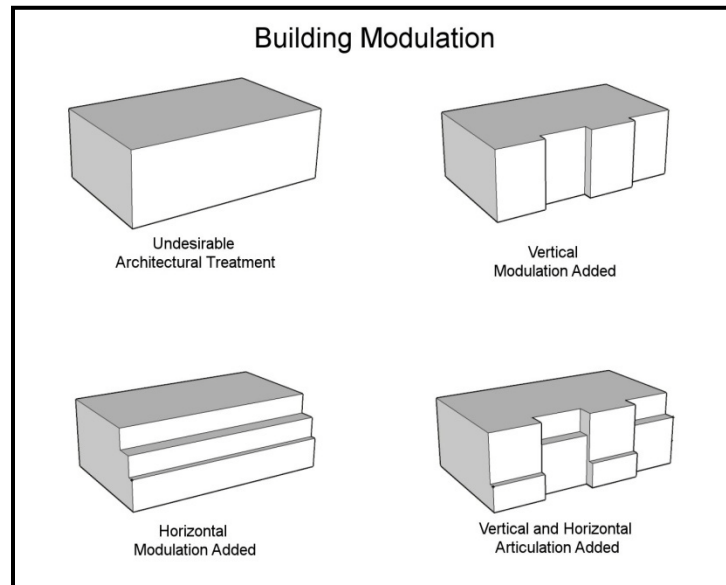 Building Modulation
Undesirable
Architectural Treatment
Vertical
Modulation Added
Horizontal
Modulation Added
Vertical and Horizontal
Articulation Added